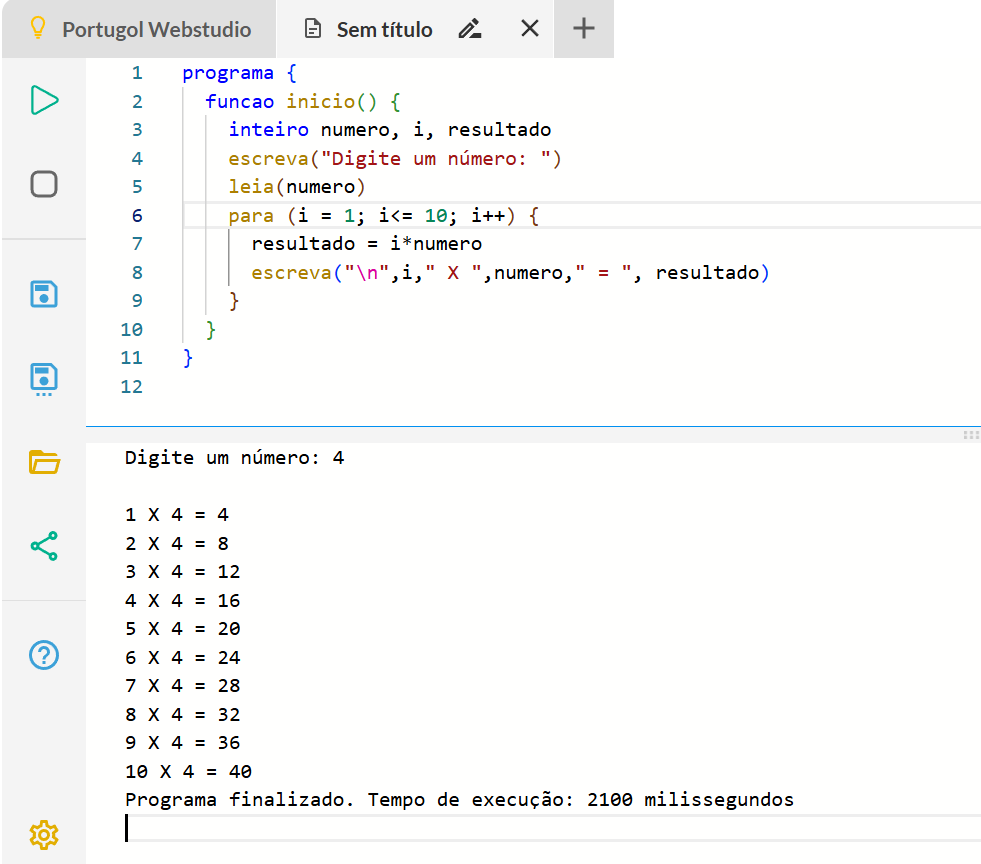 Portugol Webstudio
Sem título
1 programa {
2   funcao inicio() {
3     inteiro numero, i, resultado
4     escreva("Digite um número: ")
5     leia(numero)
6     para (i = 1; i<= 10; i++) {
7       resultado = i*numero
8       escreva("\n",i," X ",numero," = ", resultado)
9     }
10   }
11 }
12
Digite um número: 4
1 X 4 = 4
2 X 4 = 8
3 X 4 = 12
4 X 4 = 16
5 X 4 = 20
6 X 4 = 24
7 X 4 = 28
8 X 4 = 32
9 X 4 = 36
10 X 4 = 40
Programa finalizado. Tempo de execução: 2100 milissegundos